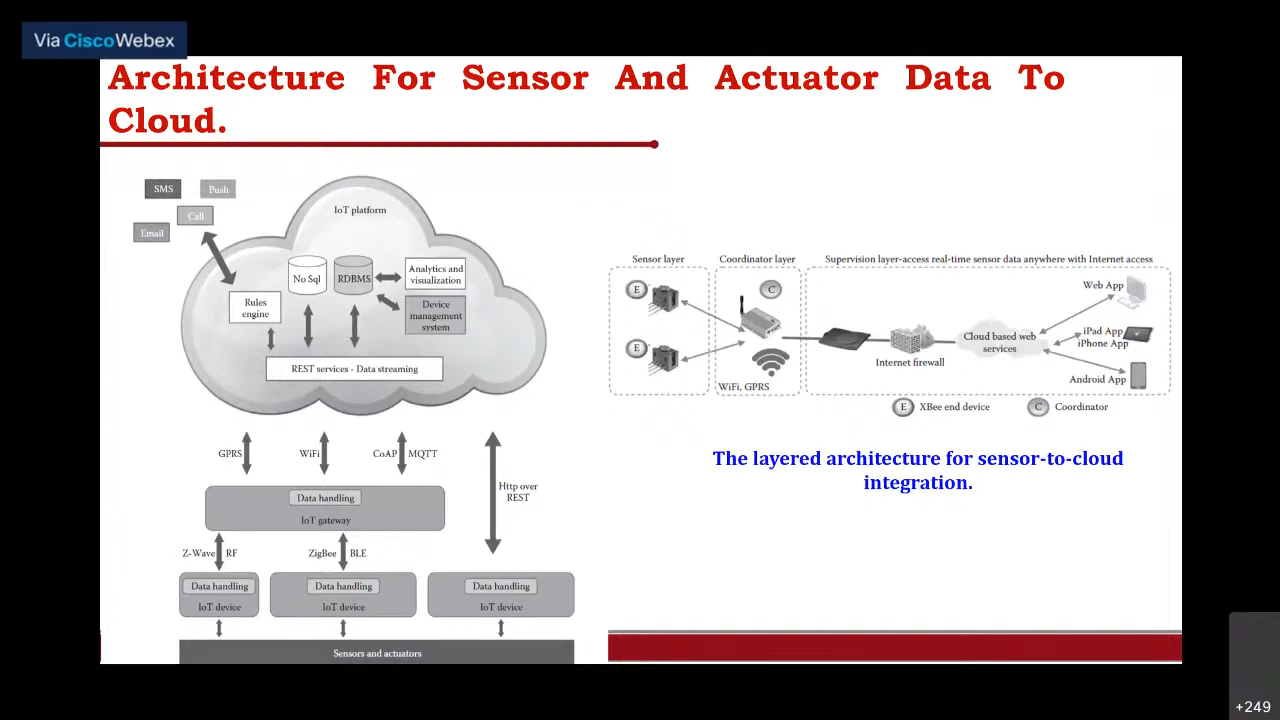 Via CiscoWebex
Architecture For Sensor And Actuator Data To
Cloud.
SMS
Push
Call
Email
IoT platform
No Sql
RDBMS
Analytics and
visualization
Rules
engine
Device
management
system
REST services - Data streaming
GPRS
WiFi
CoAP
MQTT
Http over
REST
Data handling
IoT gateway
Z-Wave
RF
ZigBee
BLE
Data handling
IoT device
Data handling
IoT device
Data handling
IoT device
Sensors and actuators
Sensor layer
Coordinator layer
Supervision layer-access real-time sensor data anywhere with Internet access
E
C
E
WiFi, GPRS
Internet firewall
Cloud based web
services
Web App
iPad App
iPhone App
Android App
E
XBee end device
C
Coordinator
The layered architecture for sensor-to-cloud
integration.
+249